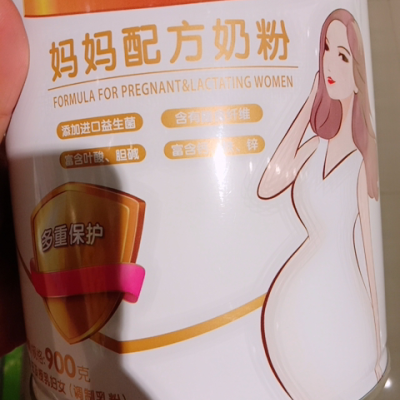 妈妈配方奶粉
FORMULA FOR PREGNANT&LACTATING WOMEN
添加进口益生菌
富含叶酸、胆碱
锌
多重保护
900克